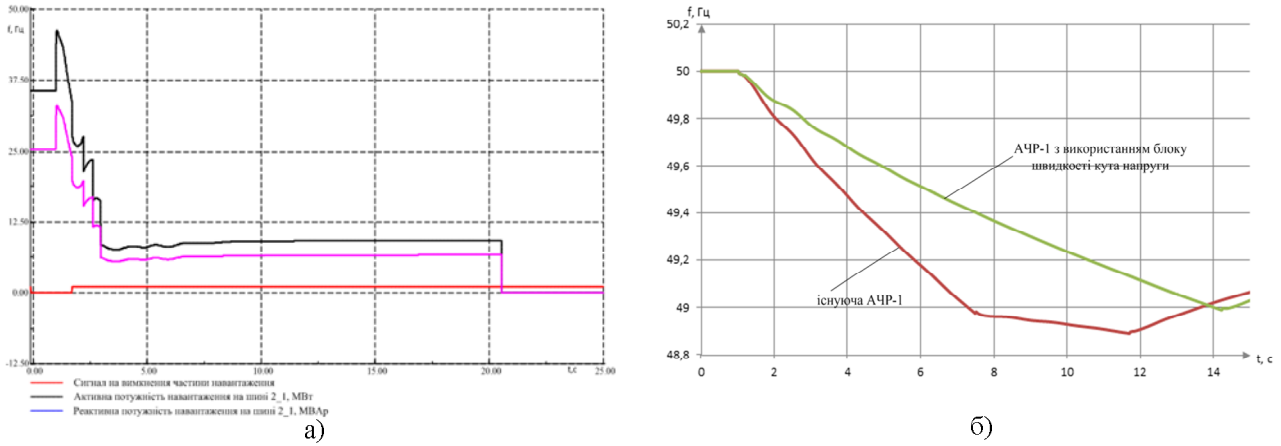 50.00
f, Гц
37.50
25.00
12.50
0.00
-12.50
0.00
5.00
10.00
15.00
20.00
t,с
25.00
Сигнал на вимкнення частини навантаження
Активна потужність навантаження на шині 2_1, МВт
Реактивна потужність навантаження на шині 2_1, МВАр
а)
f, Гц
50,2
50
49,8
49,6
49,4
49,2
49
48,8
АЧР-1 з використанням блоку
швидкості кута напруги
існуюча АЧР-1
t, с
0
2
4
6
8
10
12
14
б)